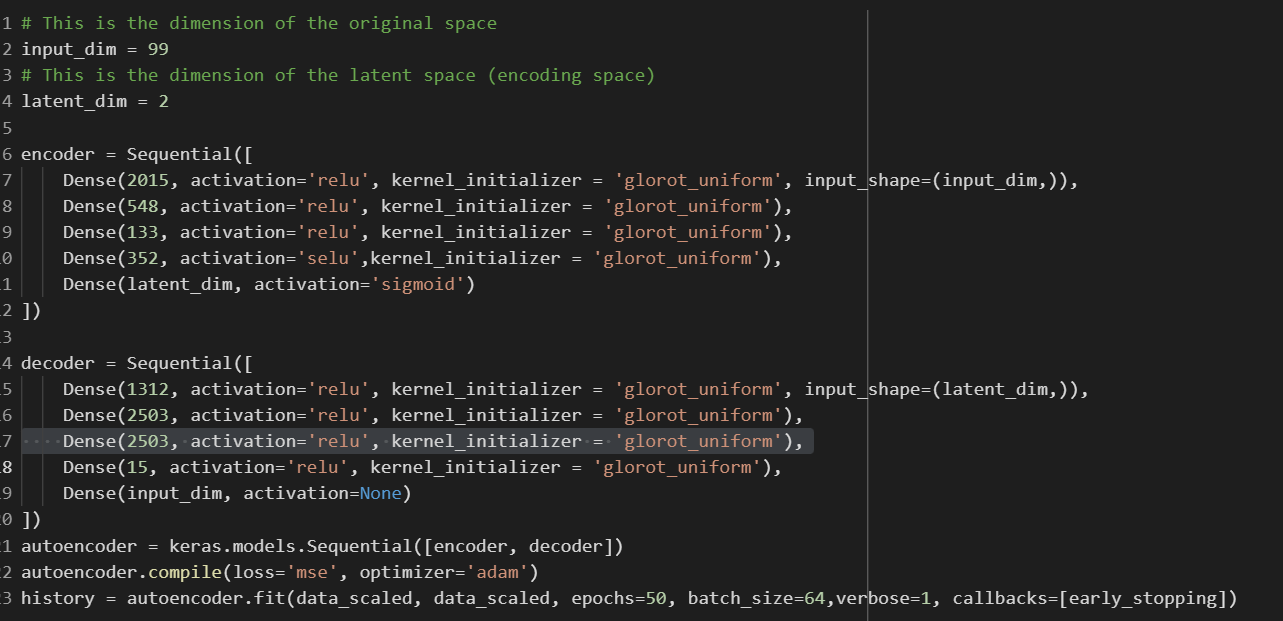 1 # This is the dimension of the original space
2 input_dim = 99
3 # This is the dimension of the latent space (encoding space)
4 latent_dim = 2
5
6 encoder = Sequential([
7     Dense(2015, activation='relu', kernel_initializer = 'glorot_uniform', input_shape=(input_dim,)),
8     Dense(548, activation='relu', kernel_initializer = 'glorot_uniform'),
9     Dense(133, activation='relu', kernel_initializer = 'glorot_uniform'),
0     Dense(352, activation='selu',kernel_initializer = 'glorot_uniform'),
1     Dense(latent_dim, activation='sigmoid')
2 ])
3
4 decoder = Sequential([
5     Dense(1312, activation='relu', kernel_initializer = 'glorot_uniform', input_shape=(latent_dim,)),
6     Dense(2503, activation='relu', kernel_initializer = 'glorot_uniform'),
7     Dense(2503, activation='relu', kernel_initializer = 'glorot_uniform'),
8     Dense(15, activation='relu', kernel_initializer = 'glorot_uniform'),
9     Dense(input_dim, activation=None)
0 ])
1 autoencoder = keras.models.Sequential([encoder, decoder])
2 autoencoder.compile(loss='mse', optimizer='adam')
3 history = autoencoder.fit(data_scaled, data_scaled, epochs=50, batch_size=64,verbose=1, callbacks=[early_stopping])